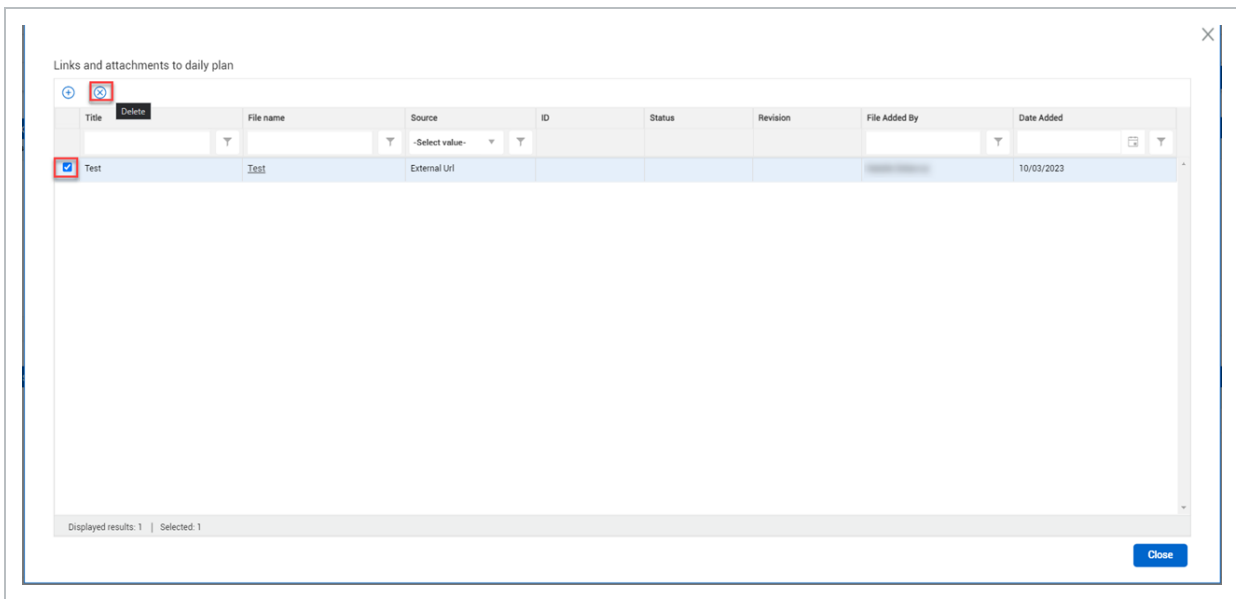 Links and attachments to daily plan
Delete
Title File name Source ID Status Revision File Added By Date Added
-Select value-
Test Test External Url 10/03/2023
Displayed results: 1 | Selected: 1
Close